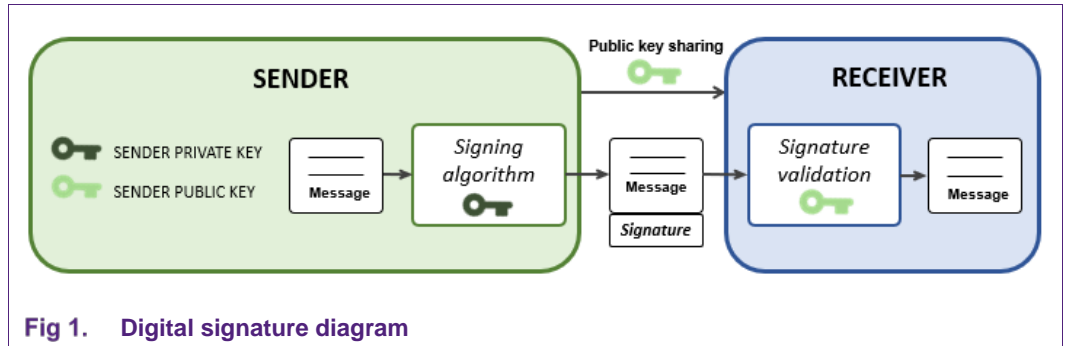 SENDER
SENDER PRIVATE KEY
SENDER PUBLIC KEY
Message
Signing
algorithm
Public key sharing
Message
Signature
RECEIVER
Signature
validation
Message
Fig 1. Digital signature diagram